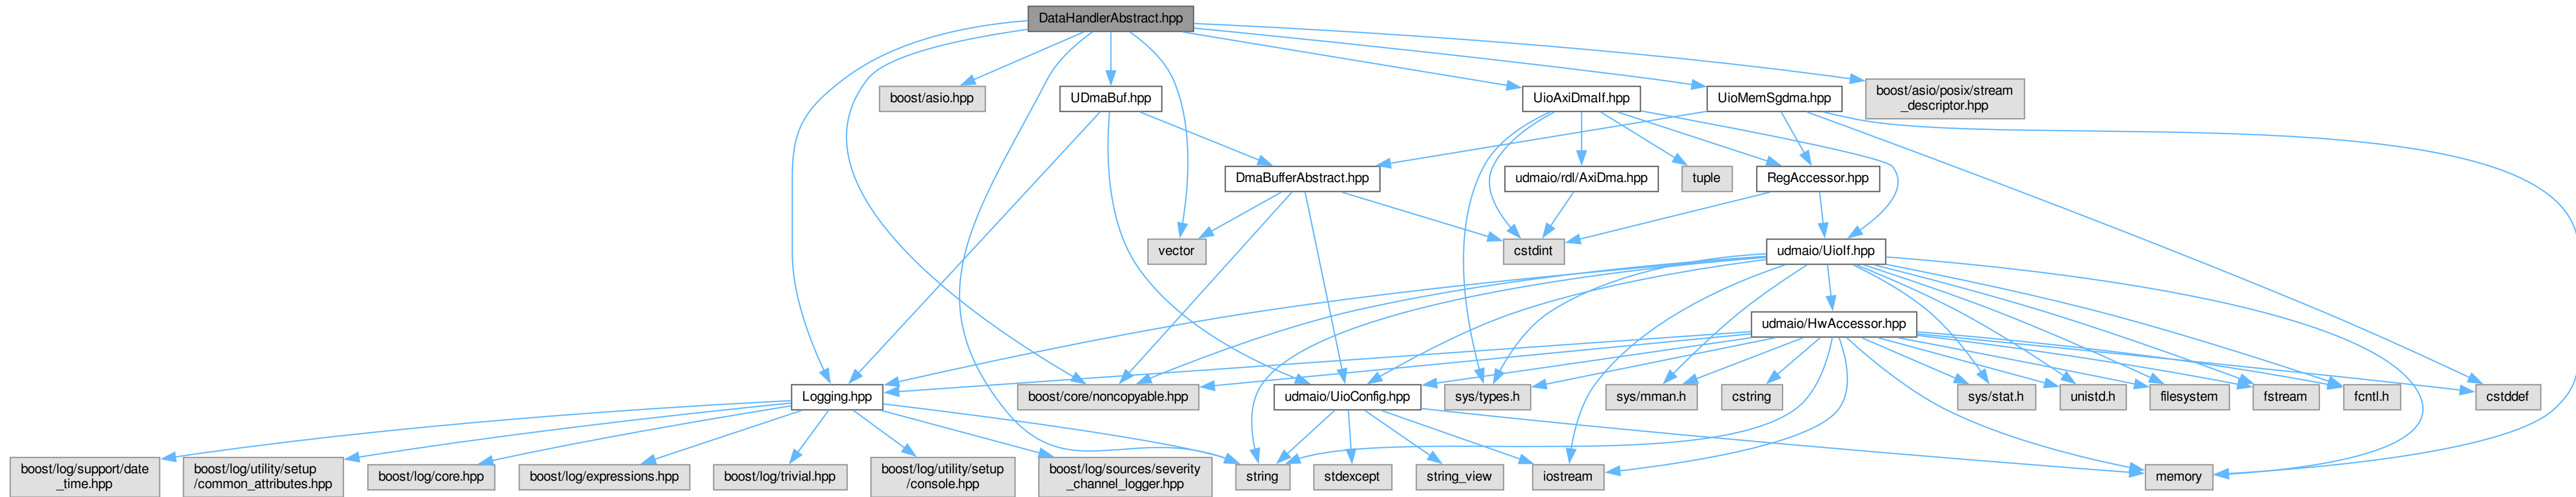 DataHandlerAbstract.hpp
boost/asio.hpp
UDmaBuf.hpp
UioAxiDmaIf.hpp
UioMemSgdma.hpp
boost/asio/posix/stream
_descriptor.hpp
DmaBufferAbstract.hpp
udmaio/rdl/AxiDma.hpp
tuple
RegAccessor.hpp
vector
cstdint
udmaio/UioIf.hpp
udmaio/HwAccessor.hpp
Logging.hpp
boost/core/noncopyable.hpp
udmaio/UioConfig.hpp
sys/types.h
sys/mman.h
cstring
sys/stat.h
unistd.h
filesystem
fstream
fcntl.h
cstddef
boost/log/support/date
_time.hpp
boost/log/utility/setup
/common_attributes.hpp
boost/log/core.hpp
boost/log/expressions.hpp
boost/log/trivial.hpp
boost/log/utility/setup
/console.hpp
boost/log/sources/severity
_channel_logger.hpp
string
stdexcept
string_view
iostream
memory